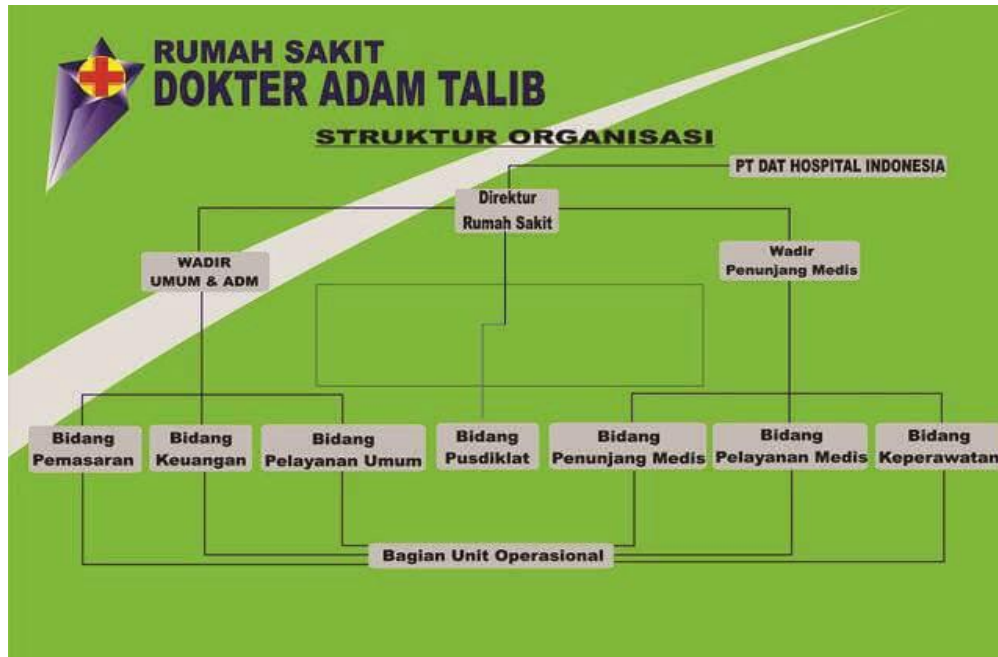 RUMAH SAKIT
DOKTER ADAM TALIB
STRUKTUR ORGANISASI
PT DAT HOSPITAL INDONESIA
Direktur
Rumah Sakit
WADIR
UMUM & ADM
Wadir
Penunjang Medis
Bidang
Pemasaran
Bidang
Keuangan
Bidang
Pelayanan Umum
Bidang
Pusdiklat
Bidang
Penunjang Medis
Bidang
Pelayanan Medis
Bidang
Keperawatan
Bagian Unit Operasional